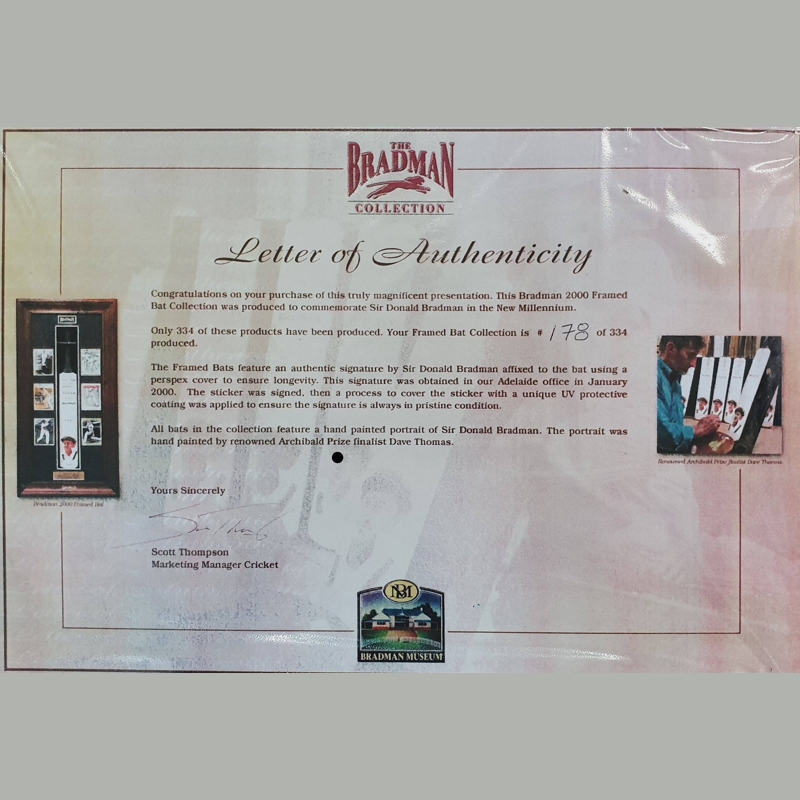 THE
BRADMAN
COLLECTION
Letter of Authenticity
Congratulations on your purchase of this truly magnificent presentation. This Bradman 2000 Framed
Bat Collection was produced to commemorate Sir Donald Bradman in the New Millennium.
Only 334 of these products have been produced. Your Framed Bat Collection is # 178 of 334
produced.
The Framed Bats feature an authentic signature by Sir Donald Bradman affixed to the bat using a
perspex cover to ensure longevity. This signature was obtained in our Adelaide office in January
2000. The sticker was signed, then a process to cover the sticker with a unique UV protective
coating was applied to ensure the signature is always in pristine condition.
All bats in the collection feature a hand painted portrait of Sir Donald Bradman. The portrait was
hand painted by renowned Archibald Prize finalist Dave Thomas.
Bradman 2000 Framed Bat
Renowned Archibald Prize finalist Dave Thomas
Yours Sincerely
Scott Thompson
Marketing Manager Cricket
BM
BRADMAN MUSEUM